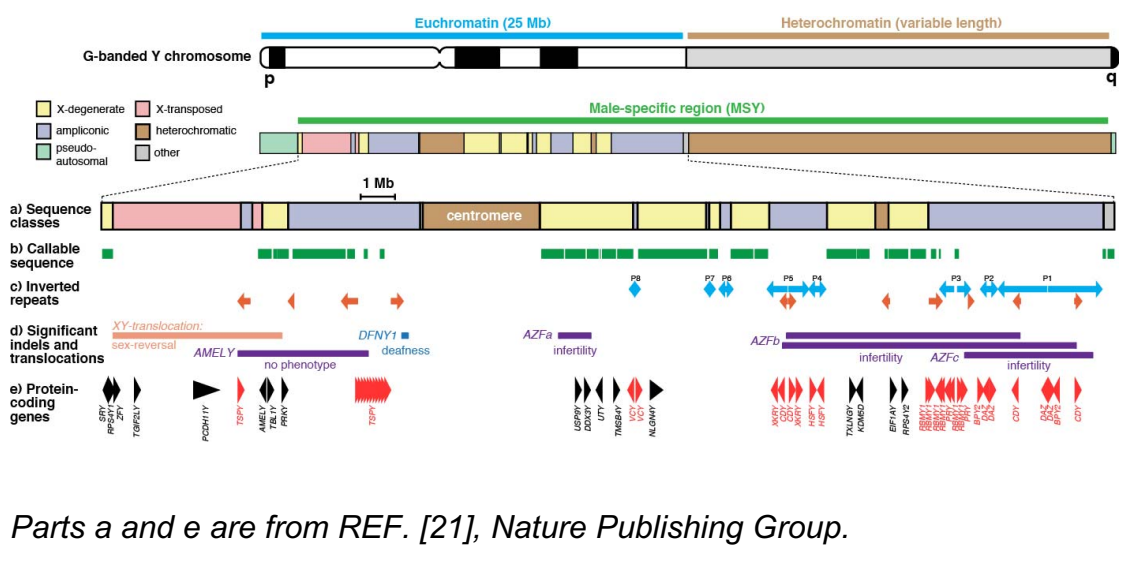 Euchromatin (25 Mb)
Heterochromatin (variable length)
G-banded Y chromosome
p
q
X-degenerate
X-transposed
ampliconic
heterochromatic
pseudo-
autosomal
other
Male-specific region (MSY)
1 Mb
a) Sequence
classes
centromere
b) Callable
sequence
c) Inverted
repeats
P8
P7
P6
P5
P4
P3
P2
P1
d) Significant
indels and
translocations
XY-translocation:
sex-reversal
AMELY
no phenotype
DFNY1
deafness
AZFa
infertility
AZFb
infertility
AZFc
infertility
e) Protein-
coding
genes
SRY
RPS4Y1
ZFY
TGIF2LY
PCDH11Y
TSPY
AMELY
TBL1Y
PRKY
TSPY
USP9Y
DDX3Y
UTY
TMSB4Y
VCY
VCY
NLGN4Y
XKRY
CDY
CDY
XKRY
HSFY
HSFY
TXLNGY
KDM5D
EIF1AY
RPS4Y2
RBMY1
RBMY1
RBMY1
RBMY1
PRY
RBMY1
RBMY1
PRY
BPY2
DAZ
DAZ
CDY
DAZ
DAZ
BPY2
CDY
Parts a and e are from REF. [21], Nature Publishing Group.